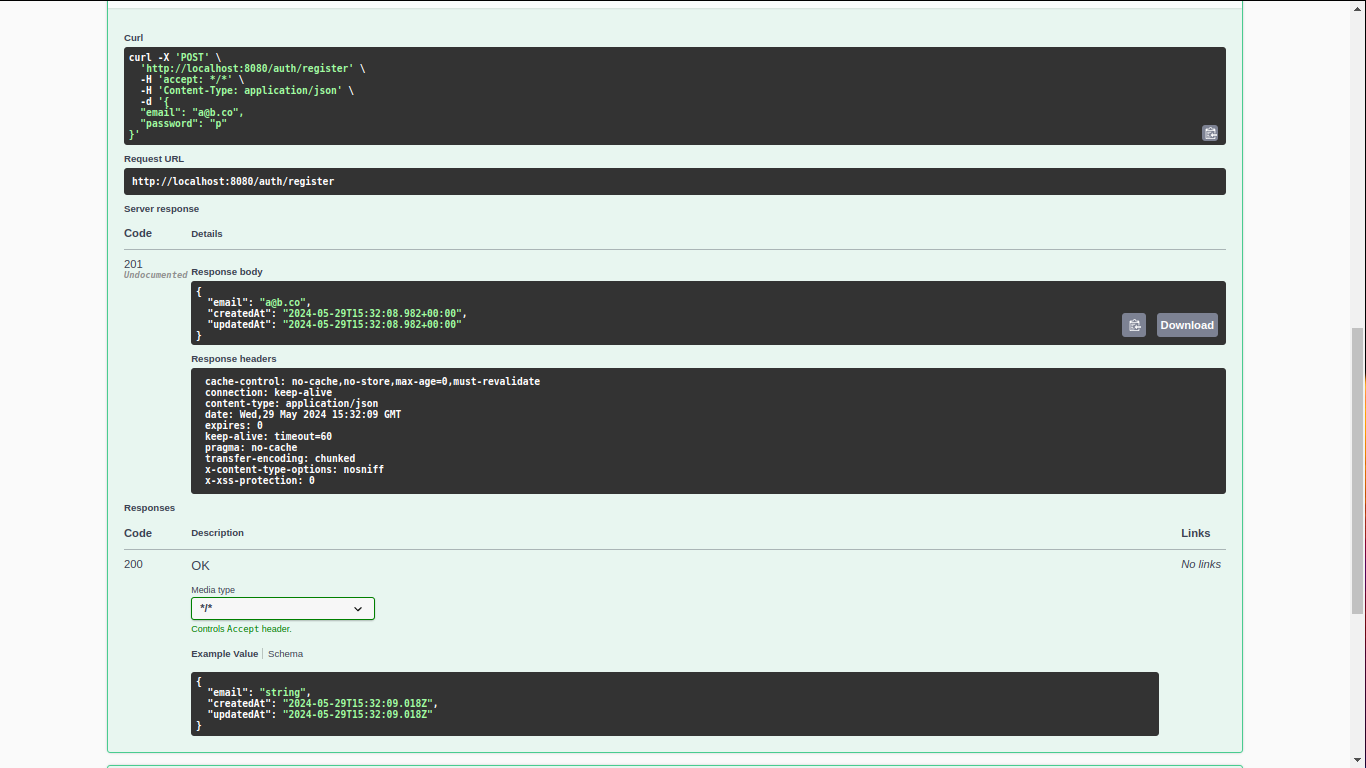 Curl
curl -X 'POST' \
  'http://localhost:8080/auth/register' \
  -H 'accept: */*' \
  -H 'Content-Type: application/json' \
  -d '{
  "email": "a@b.co",
  "password": "p"
}'
Request URL
http://localhost:8080/auth/register
Server response
Code Details
201
Undocumented
Response body
{
  "email": "a@b.co",
  "createdAt": "2024-05-29T15:32:08.982+00:00",
  "updatedAt": "2024-05-29T15:32:08.982+00:00"
}
Download
Response headers
cache-control: no-cache,no-store,max-age=0,must-revalidate
connection: keep-alive
content-type: application/json
date: Wed,29 May 2024 15:32:09 GMT
expires: 0
keep-alive: timeout=60
pragma: no-cache
transfer-encoding: chunked
x-content-type-options: nosniff
x-xss-protection: 0
Responses
Code Description Links
200 OK No links
Media type
*/*
Controls Accept header.
Example Value Schema
{
  "email": "string",
  "createdAt": "2024-05-29T15:32:09.018Z",
  "updatedAt": "2024-05-29T15:32:09.018Z"
}